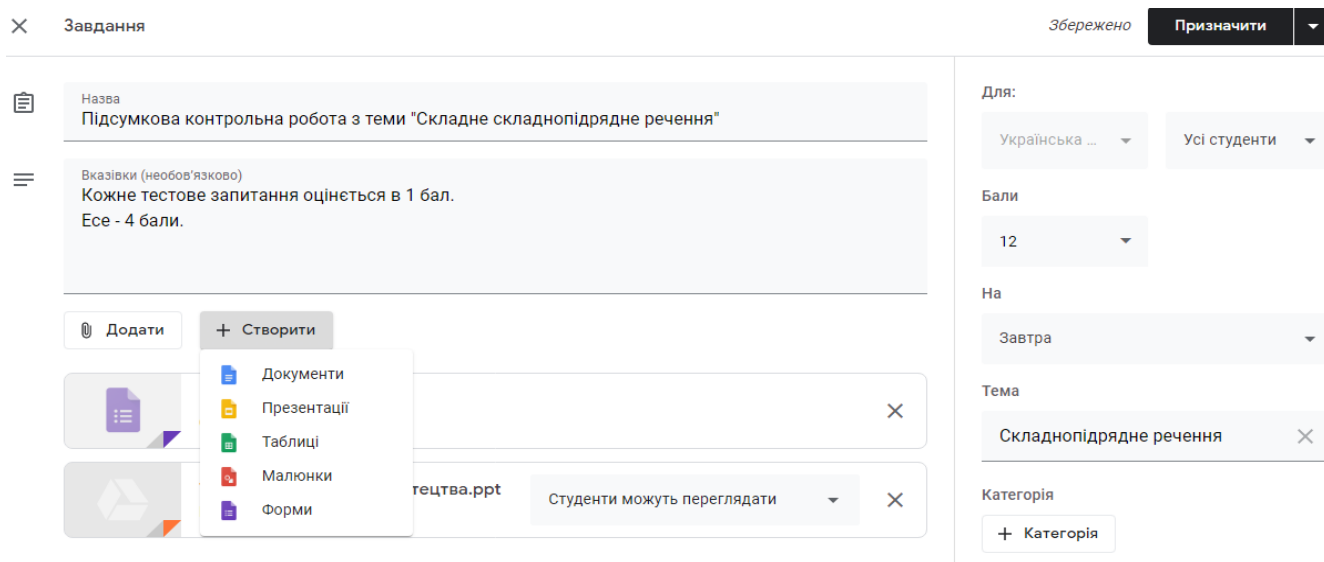 Завдання
Збережено
Призначити
Назва
Підсумкова контрольна робота з теми "Складне складнопідрядне речення"
Вказівки (необов'язково)
Кожне тестове запитання оцінється в 1 бал.
Есе - 4 бали.
Додати
Створити
Документи
Презентації
Таблиці
Малюнки
Форми
тецтва.ppt
Студенти можуть переглядати
Для:
Українська ...
Усі студенти
Бали
12
На
Завтра
Тема
Складнопідрядне речення
Категорія
+ Категорія